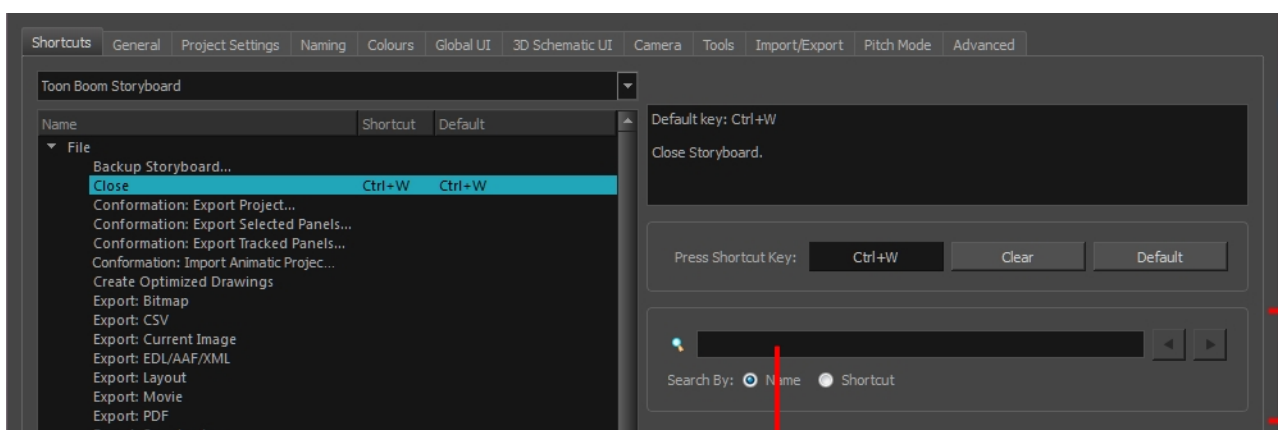 Shortcuts General Project Settings Naming Colours Global UI 3D Schematic UI Camera Tools Import/Export Pitch Mode Advanced
Toon Boom Storyboard
Name Shortcut Default
File
Backup Storyboard...
Close Ctrl+W Ctrl+W
Conformation: Export Project...
Conformation: Export Selected Panels...
Conformation: Export Tracked Panels...
Conformation: Import Animatic Projec...
Create Optimized Drawings
Export: Bitmap
Export: CSV
Export: Current Image
Export: EDL/AAF/XML
Export: Layout
Export: Movie
Export: PDF
Default key: Ctrl+W
Close Storyboard.
Press Shortcut Key: Ctrl+W Clear Default
Search By: Name Shortcut